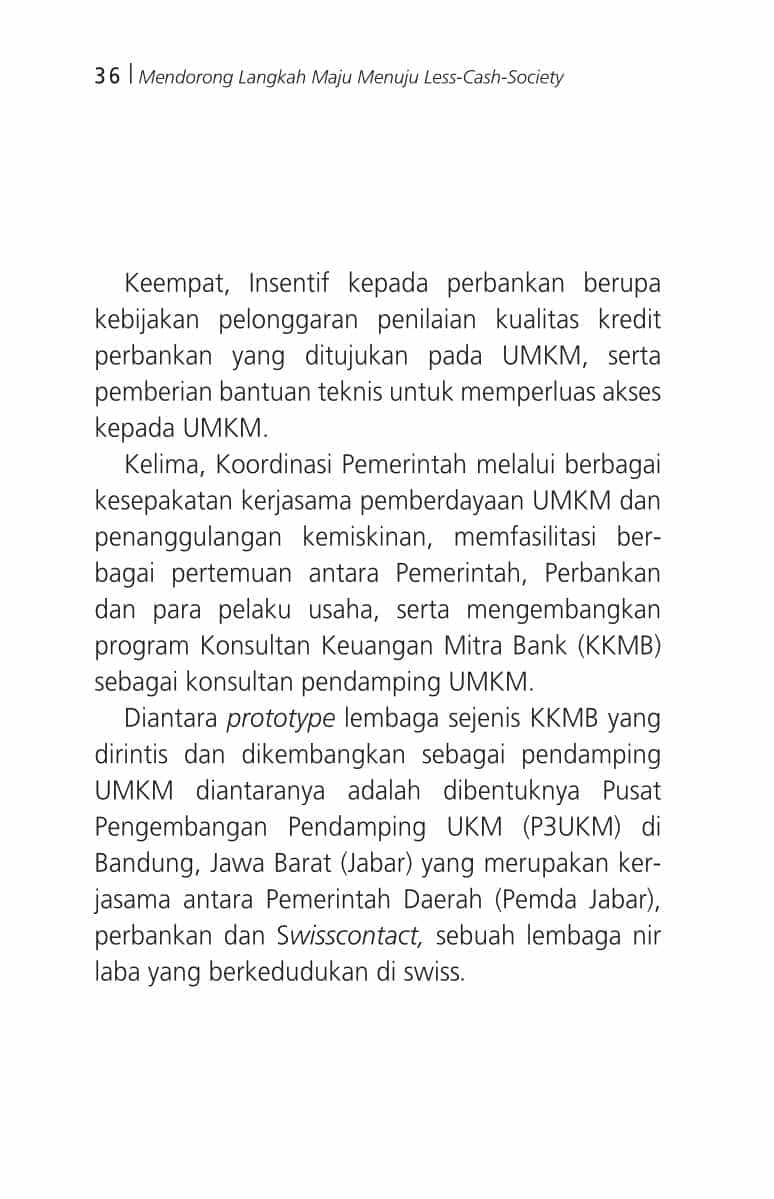 36 | Mendorong Langkah Maju Menuju Less-Cash-Society
Keempat, Insentif kepada perbankan berupa
kebijakan pelonggaran penilaian kualitas kredit
perbankan yang ditujukan pada UMKM, serta
pemberian bantuan teknis untuk memperluas akses
kepada UMKM.
Kelima, Koordinasi Pemerintah melalui berbagai
kesepakatan kerjasama pemberdayaan UMKM dan
penanggulangan kemiskinan, memfasilitasi ber-
bagai pertemuan antara Pemerintah, Perbankan
dan para pelaku usaha, serta mengembangkan
program Konsultan Keuangan Mitra Bank (KKMB)
sebagai konsultan pendamping UMKM.
Diantara prototype lembaga sejenis KKMB yang
dirintis dan dikembangkan sebagai pendamping
UMKM diantaranya adalah dibentuknya Pusat
Pengembangan Pendamping UKM (P3UKM) di
Bandung, Jawa Barat (Jabar) yang merupakan ker-
jasama antara Pemerintah Daerah (Pemda Jabar),
perbankan dan Swisscontact, sebuah lembaga nir
laba yang berkedudukan di swiss.